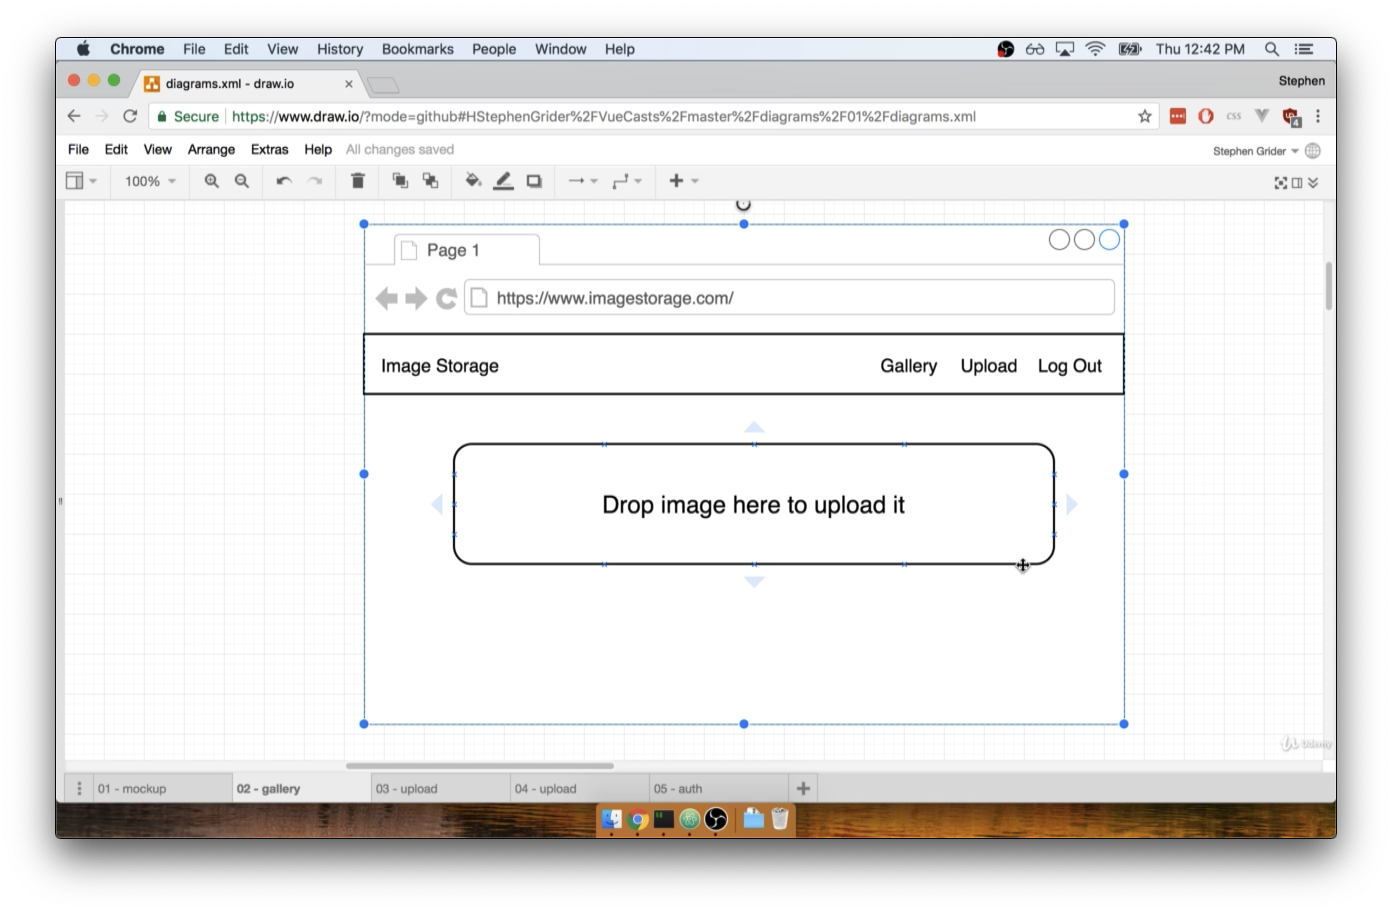 Chrome File Edit View History Bookmarks People Window Help Thu 12:42 PM
diagrams.xml - draw.io × Stephen
Secure https://www.draw.io/?mode=github#HStephenGrider%2FVueCasts%2Fmaster%2Fdiagrams%2F01%2Fdiagrams.xml CSS 4
File Edit View Arrange Extras Help All changes saved Stephen Grider
100%
Page 1
https://www.imagestorage.com/
Image Storage Gallery Upload Log Out
Drop image here to upload it
Udemy
01 - mockup 02 - gallery 03 - upload 04 - upload 05 - auth